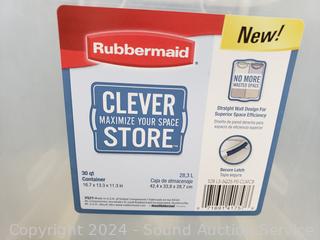 Rubbermaid
New!
CLEVER
MAXIMIZE YOUR SPACE
STORE
NO MORE
WASTED SPACE
Straight Wall Design For
Superior Space Efficiency
Secure Latch
Tapa segura
30 qt
Container
16.7 x 13.3 x 11.3 H
28,3 L
Caja de almacenaje
42,4 x 33,8 x 28,7 cm
Copyright 2024 - Sound Auction Service